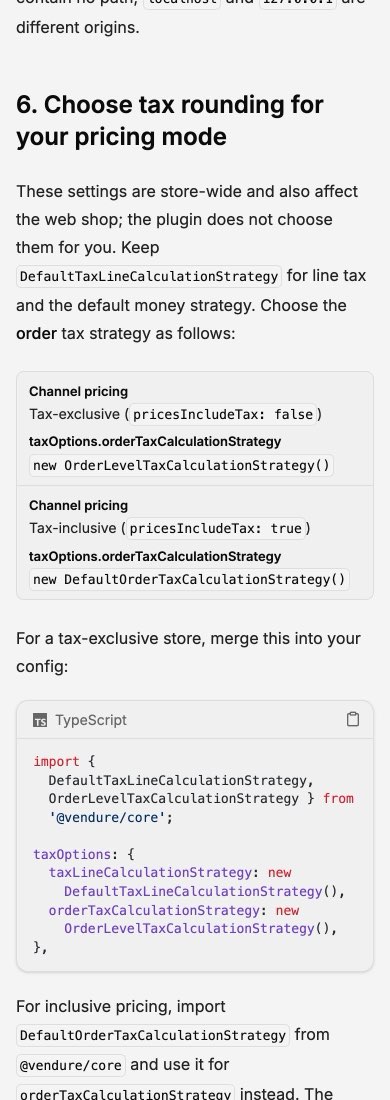 contain no path, localhost and 127.0.0.1 are
different origins.
6. Choose tax rounding for
your pricing mode
These settings are store-wide and also affect
the web shop; the plugin does not choose
them for you. Keep
DefaultTaxLineCalculationStrategy for line tax
and the default money strategy. Choose the
order tax strategy as follows:
Channel pricing
Tax-exclusive (pricesIncludeTax: false)
taxOptions.orderTaxCalculationStrategy
new OrderLevelTaxCalculationStrategy()
Channel pricing
Tax-inclusive (pricesIncludeTax: true)
taxOptions.orderTaxCalculationStrategy
new DefaultOrderTaxCalculationStrategy()
For a tax-exclusive store, merge this into your
config:
TS TypeScript
import {
  DefaultTaxLineCalculationStrategy,
  OrderLevelTaxCalculationStrategy } from
  '@vendure/core';
taxOptions: {
  taxLineCalculationStrategy: new
    DefaultTaxLineCalculationStrategy(),
  orderTaxCalculationStrategy: new
    OrderLevelTaxCalculationStrategy(),
},
For inclusive pricing, import
DefaultOrderTaxCalculationStrategy from
@vendure/core and use it for
orderTaxCalculationStrategy instead. The